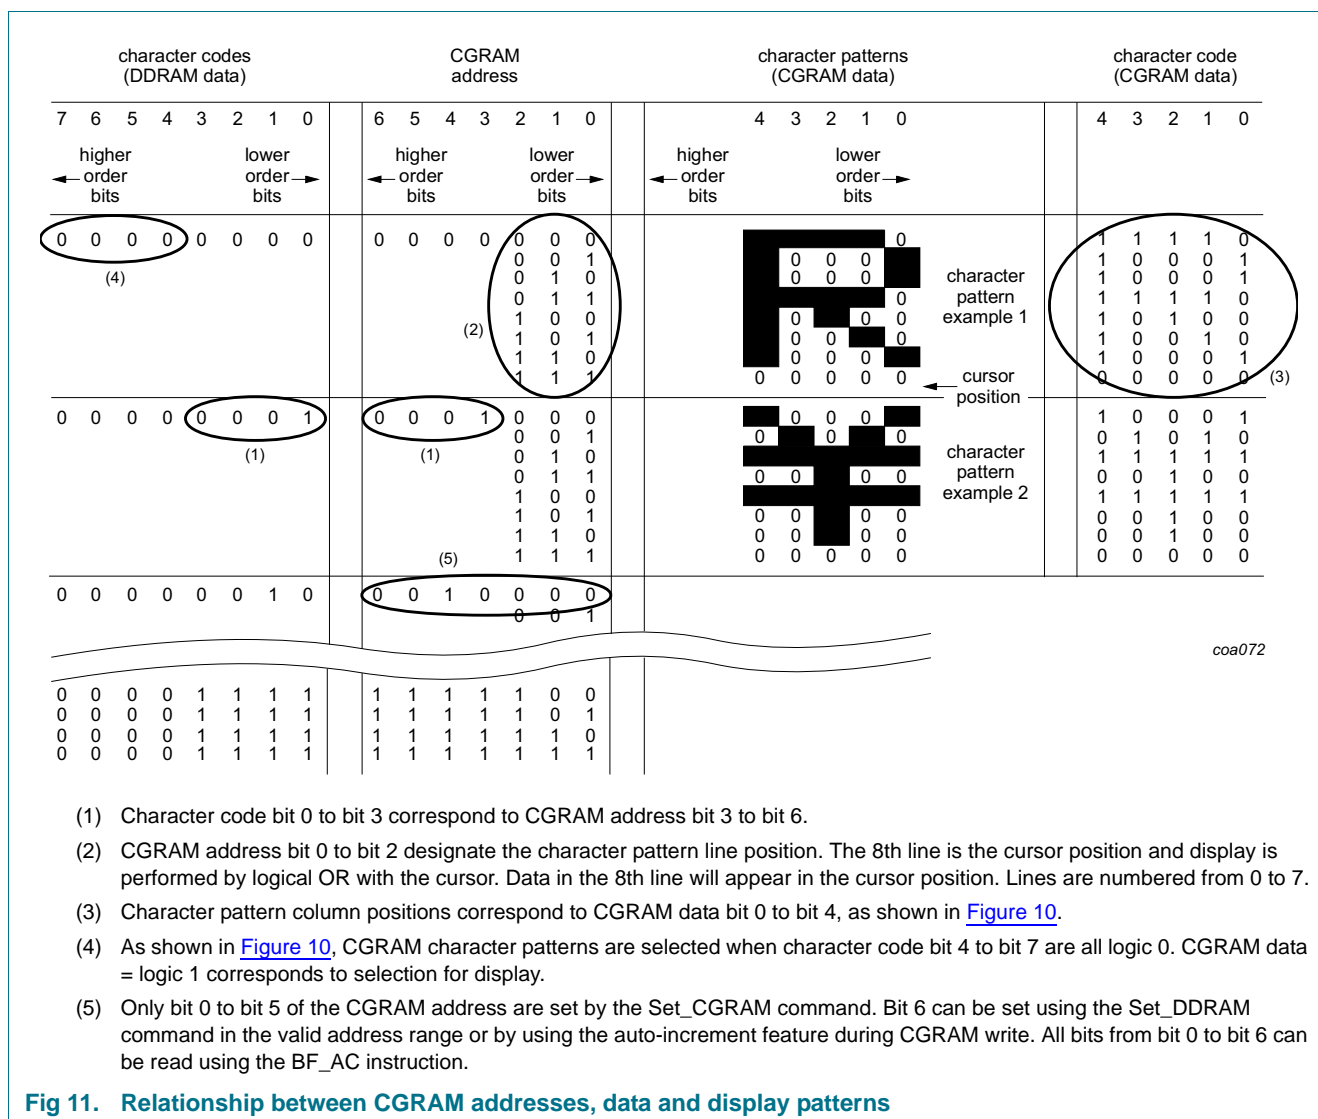 character codes CGRAM character patterns character code
(DDRAM data) address (CGRAM data) (CGRAM data)
7 6 5 4 3 2 1 0 6 5 4 3 2 1 0 4 3 2 1 0 4 3 2 1 0
higher lower higher lower higher lower
order order order order order order
bits bits bits bits bits bits
0 0 0 0 0 0 0 0 0 0 0 0 0 0 0 0 1 1 1 1 0
0 0 1 0 0 0 1 0 0 0 1
(4) 0 1 0 0 0 0 character 1 0 0 0 1
0 1 1 0 pattern 1 1 1 1 0
(2) 1 0 0 0 0 0 example 1 1 0 1 0 0
1 0 1 0 0 0 1 0 0 1 0
1 1 0 0 0 0 1 0 0 0 1
1 1 1 0 0 0 0 0 cursor 0 0 0 0 0 (3)
position
0 0 0 0 0 0 0 1 0 0 0 1 0 0 0 0 0 0 1 0 0 0 1
0 0 1 0 0 0 0 1 0 1 0
(1) (1) 0 1 0 character 1 1 1 1 1
0 1 1 0 0 0 0 pattern 0 0 1 0 0
1 0 0 example 2 1 1 1 1 1
1 0 1 0 0 0 0 0 0 1 0 0
1 1 0 0 0 0 0 0 0 1 0 0
(5) 1 1 1 0 0 0 0 0 0 0 0 0 0
0 0 0 0 0 0 1 0 0 0 1 0 0 0 0
0 0 1
coa072
0 0 0 0 1 1 1 1 1 1 1 1 1 0 0
0 0 0 0 1 1 1 1 1 1 1 1 1 0 1
0 0 0 0 1 1 1 1 1 1 1 1 1 1 0
0 0 0 0 1 1 1 1 1 1 1 1 1 1 1
(1) Character code bit 0 to bit 3 correspond to CGRAM address bit 3 to bit 6.
(2) CGRAM address bit 0 to bit 2 designate the character pattern line position. The 8th line is the cursor position and display is
performed by logical OR with the cursor. Data in the 8th line will appear in the cursor position. Lines are numbered from 0 to 7.
(3) Character pattern column positions correspond to CGRAM data bit 0 to bit 4, as shown in Figure 10.
(4) As shown in Figure 10, CGRAM character patterns are selected when character code bit 4 to bit 7 are all logic 0. CGRAM data
= logic 1 corresponds to selection for display.
(5) Only bit 0 to bit 5 of the CGRAM address are set by the Set_CGRAM command. Bit 6 can be set using the Set_DDRAM
command in the valid address range or by using the auto-increment feature during CGRAM write. All bits from bit 0 to bit 6 can
be read using the BF_AC instruction.
Fig 11. Relationship between CGRAM addresses, data and display patterns